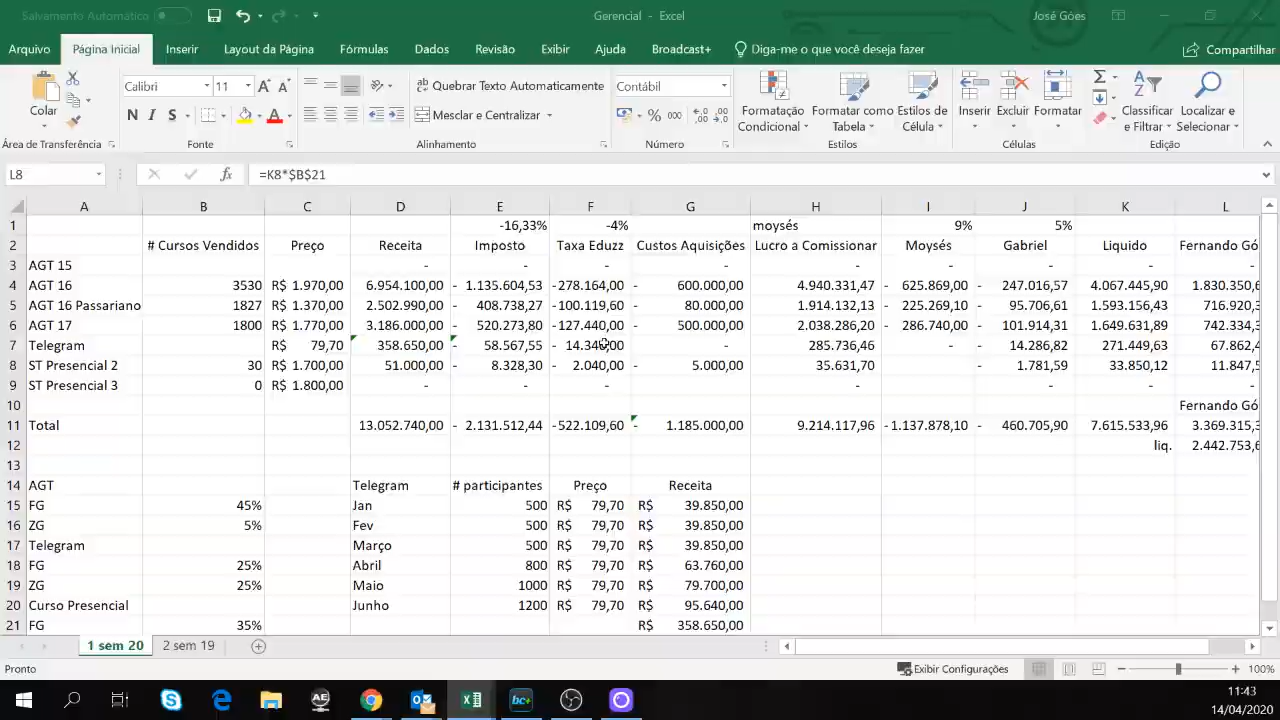 Salvamento Automático
Gerencial - Excel
José Góes
Arquivo Página Inicial Inserir Layout da Página Fórmulas Dados Revisão Exibir Ajuda Broadcast+ Diga-me o que você deseja fazer Compartilhar
Calibri 11 Quebrar Texto Automaticamente Contábil
Colar N I S Mesclar e Centralizar % 000 Formatação Condicional Formatar como Tabela Estilos de Célula Inserir Excluir Formatar Classificar e Filtrar Localizar e Selecionar
Área de Transferência Fonte Alinhamento Número Estilos Células Edição
L8 fx =K8*$B$21
A B C D E F G H I J K L
1 -16,33% -4% moysés 9% 5%
2 # Cursos Vendidos Preço Receita Imposto Taxa Eduzz Custos Aquisições Lucro a Comissionar Moysés Gabriel Liquido Fernando Gó
3 AGT 15 - - - - - - -
4 AGT 16 3530 R$ 1.970,00 6.954.100,00 - 1.135.604,53 -278.164,00 - 600.000,00 4.940.331,47 - 625.869,00 - 247.016,57 4.067.445,90 1.830.350,6
5 AGT 16 Passariano 1827 R$ 1.370,00 2.502.990,00 - 408.738,27 -100.119,60 - 80.000,00 1.914.132,13 - 225.269,10 - 95.706,61 1.593.156,43 716.920,3
6 AGT 17 1800 R$ 1.770,00 3.186.000,00 - 520.273,80 -127.440,00 - 500.000,00 2.038.286,20 - 286.740,00 - 101.914,31 1.649.631,89 742.334,3
7 Telegram R$ 79,70 358.650,00 - 58.567,55 - 14.346,00 - 285.736,46 - - 14.286,82 271.449,63 67.862,4
8 ST Presencial 2 30 R$ 1.700,00 51.000,00 - 8.328,30 - 2.040,00 - 5.000,00 35.631,70 - 1.781,59 33.850,12 11.847,5
9 ST Presencial 3 0 R$ 1.800,00 - - - - - - -
10 Fernando Gó
11 Total 13.052.740,00 - 2.131.512,44 -522.109,60 - 1.185.000,00 9.214.117,96 - 1.137.878,10 - 460.705,90 7.615.533,96 3.369.315,3
12 liq. 2.442.753,6
13
14 AGT Telegram # participantes Preço Receita
15 FG 45% Jan 500 R$ 79,70 R$ 39.850,00
16 ZG 5% Fev 500 R$ 79,70 R$ 39.850,00
17 Telegram Março 500 R$ 79,70 R$ 39.850,00
18 FG 25% Abril 800 R$ 79,70 R$ 63.760,00
19 ZG 25% Maio 1000 R$ 79,70 R$ 79.700,00
20 Curso Presencial Junho 1200 R$ 79,70 R$ 95.640,00
21 FG 35% R$ 358.650,00
1 sem 20 2 sem 19
Pronto Exibir Configurações 100%
AE bc+ 11:43
14/04/2020